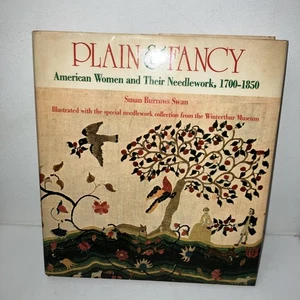 PLAIN & FANCY
American Women and Their Needlework, 1700-1850
Susan Burrows Swan
Illustrated with the special needlework collection from the Winterthur Museum